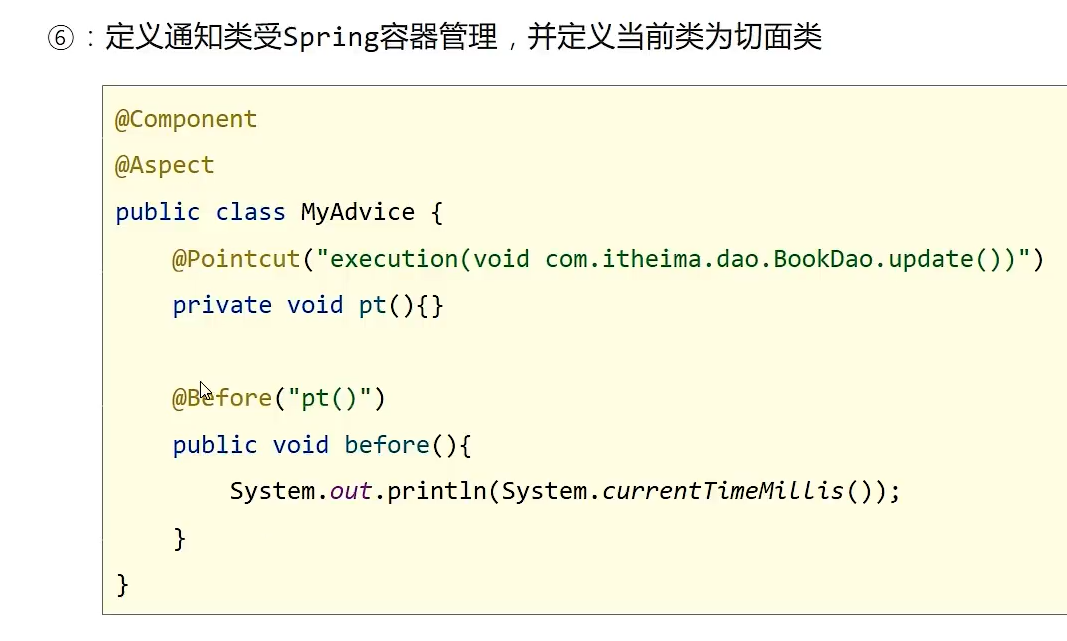 ⑥：定义通知类受Spring容器管理，并定义当前类为切面类
@Component
@Aspect
public class MyAdvice {
    @Pointcut("execution(void com.itheima.dao.BookDao.update())")
    private void pt(){}

    @Before("pt()")
    public void before(){
        System.out.println(System.currentTimeMillis());
    }
}